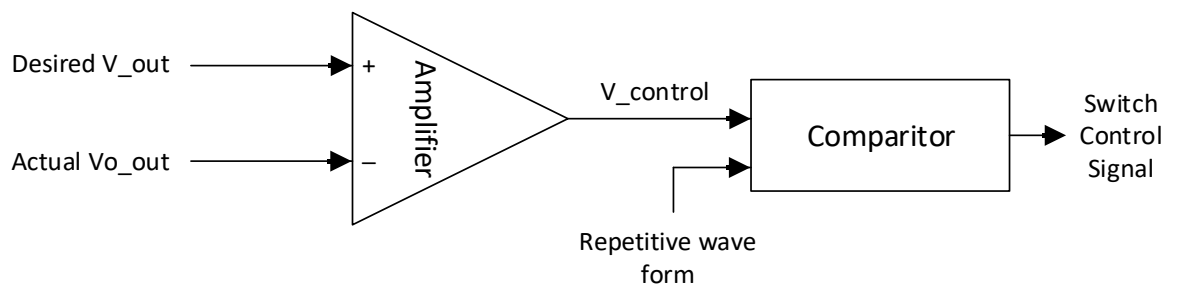 Desired V_out
+
Amplifier
Actual Vo_out
–
V_control
Comparitor
Repetitive wave
form
Switch
Control
Signal